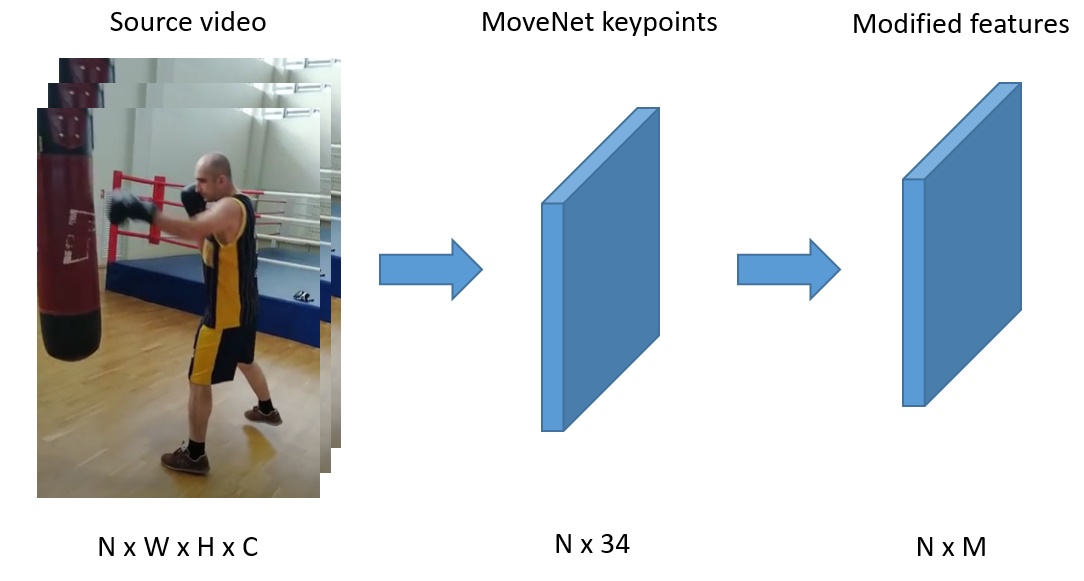 Source video
MoveNet keypoints
Modified features
N x W x H x C
N x 34
N x M